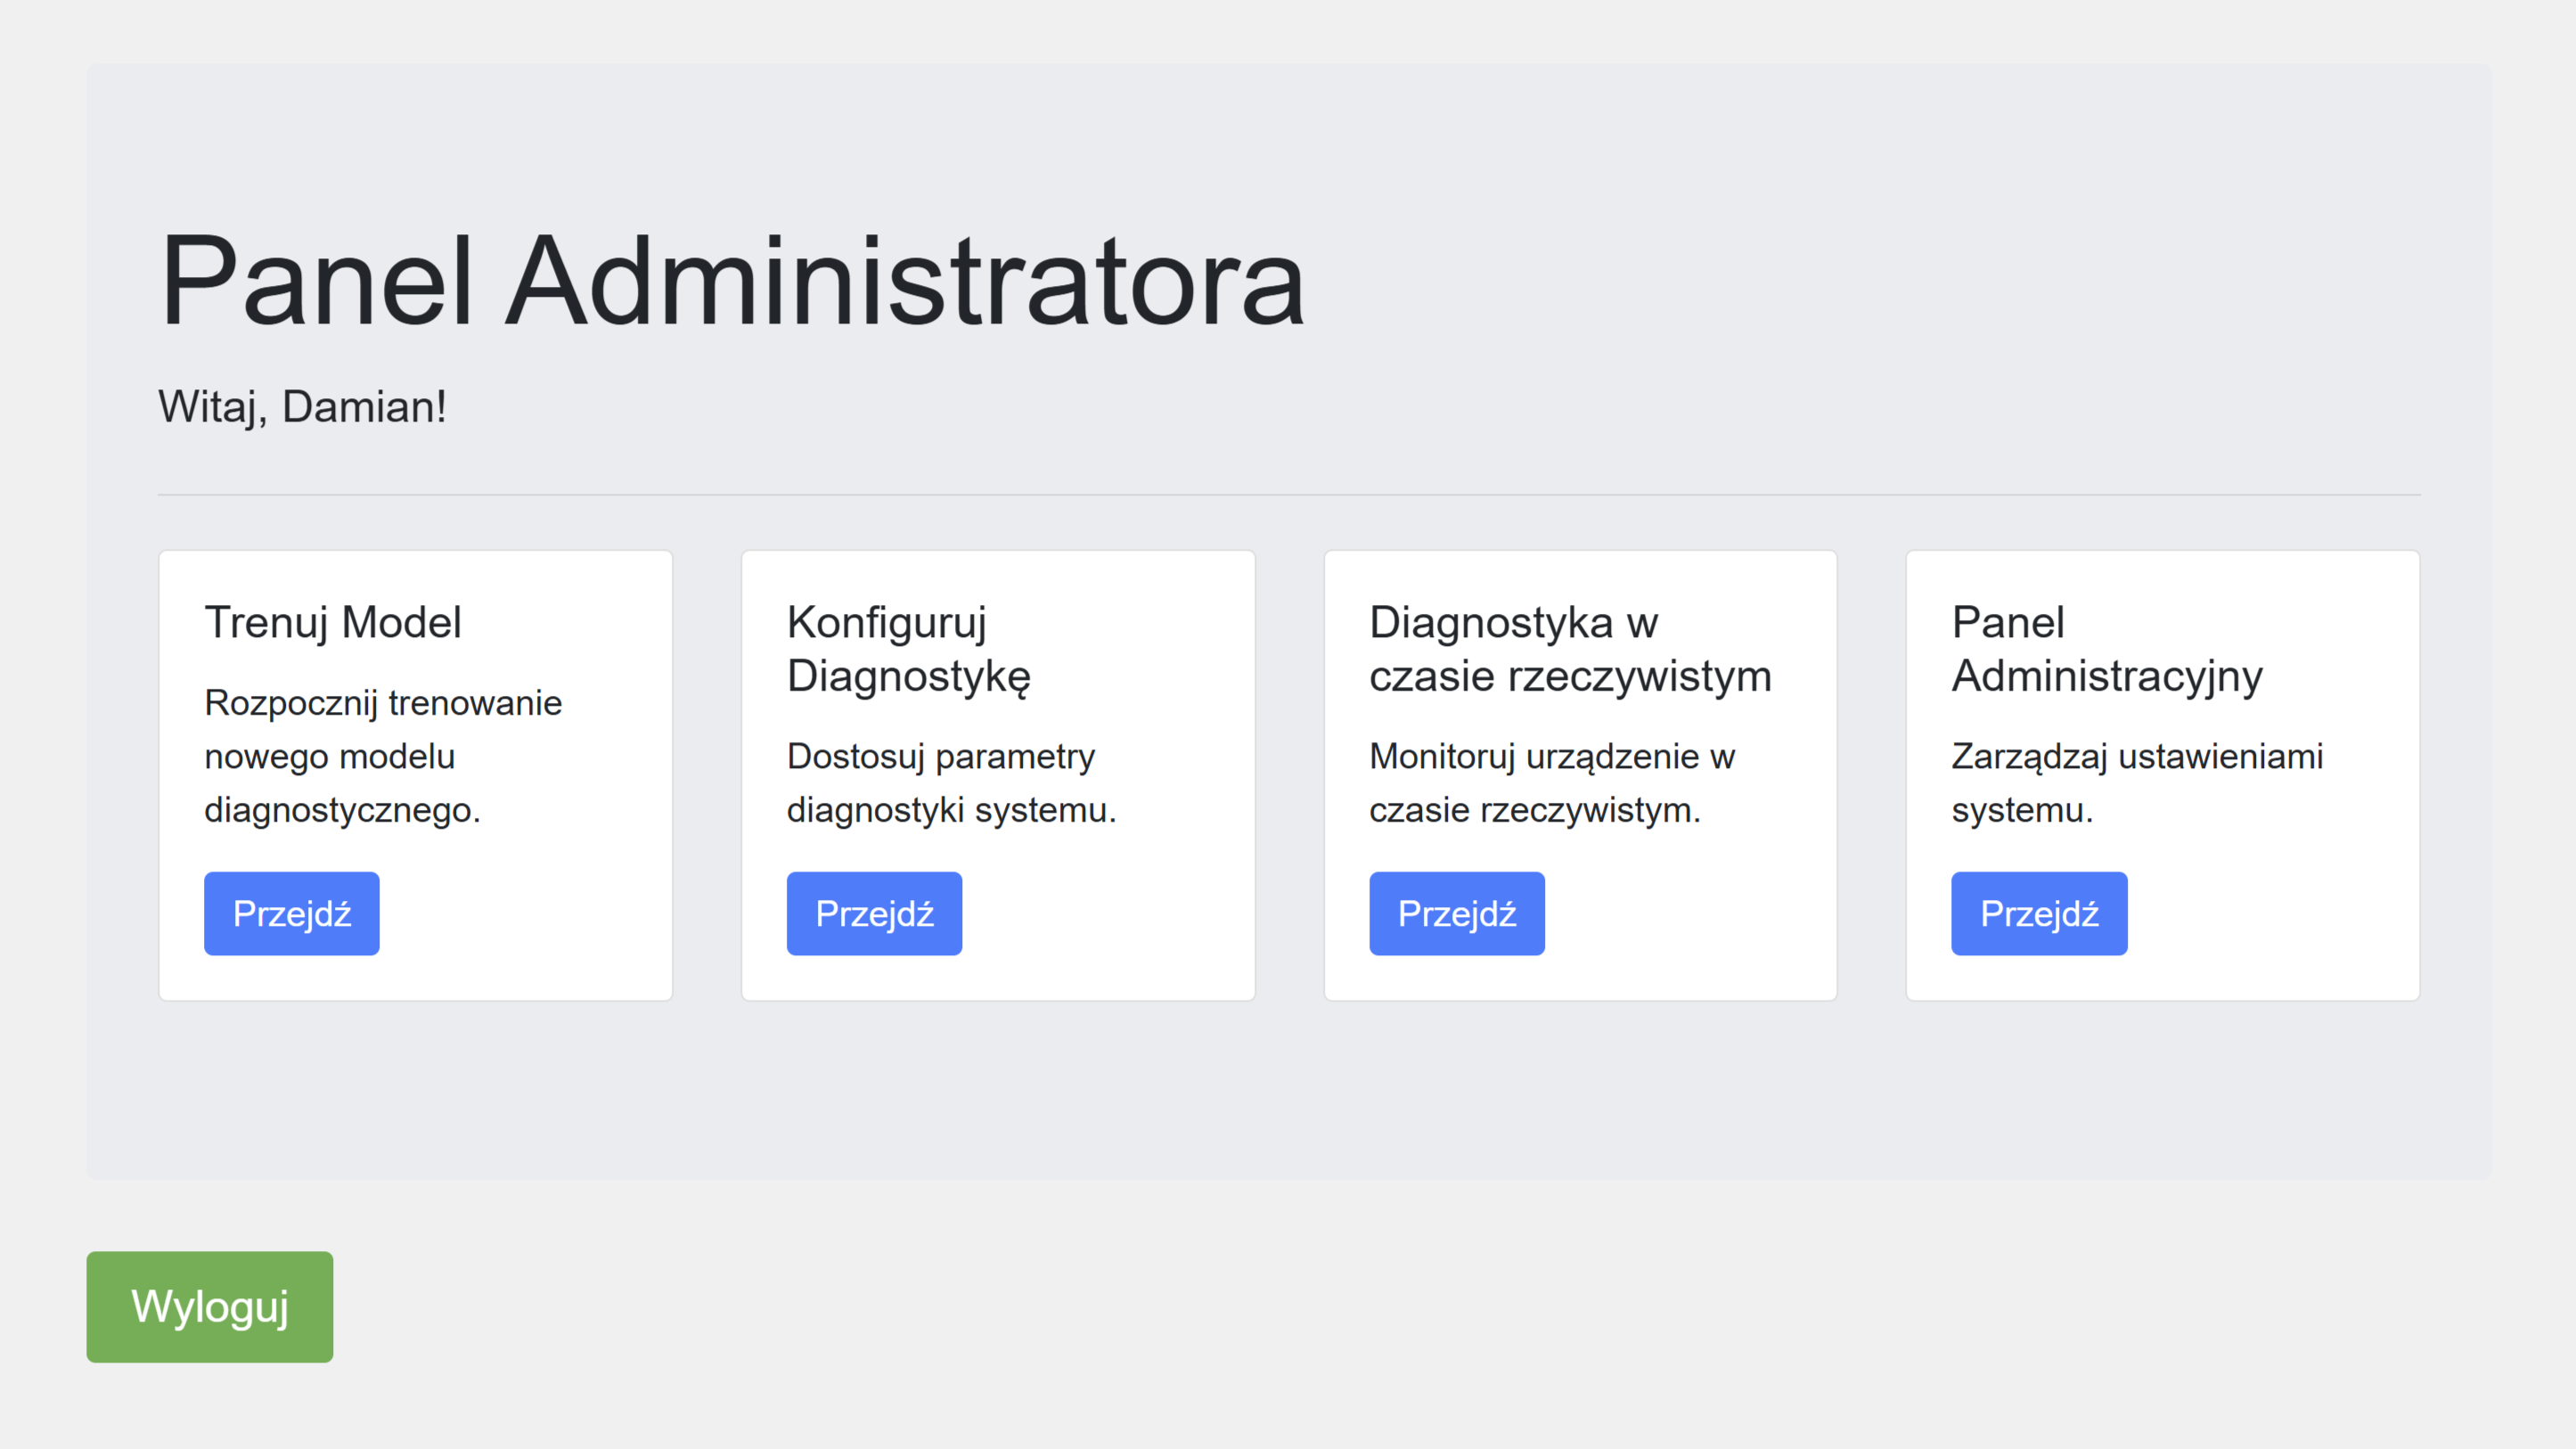 Panel Administratora
Witaj, Damian!
Trenuj Model
Rozpocznij trenowanie
nowego modelu
diagnostycznego.
Przejdź
Konfiguruj
Diagnostykę
Dostosuj parametry
diagnostyki systemu.
Przejdź
Diagnostyka w
czasie rzeczywistym
Monitoruj urządzenie w
czasie rzeczywistym.
Przejdź
Panel
Administracyjny
Zarządzaj ustawieniami
systemu.
Przejdź
Wyloguj